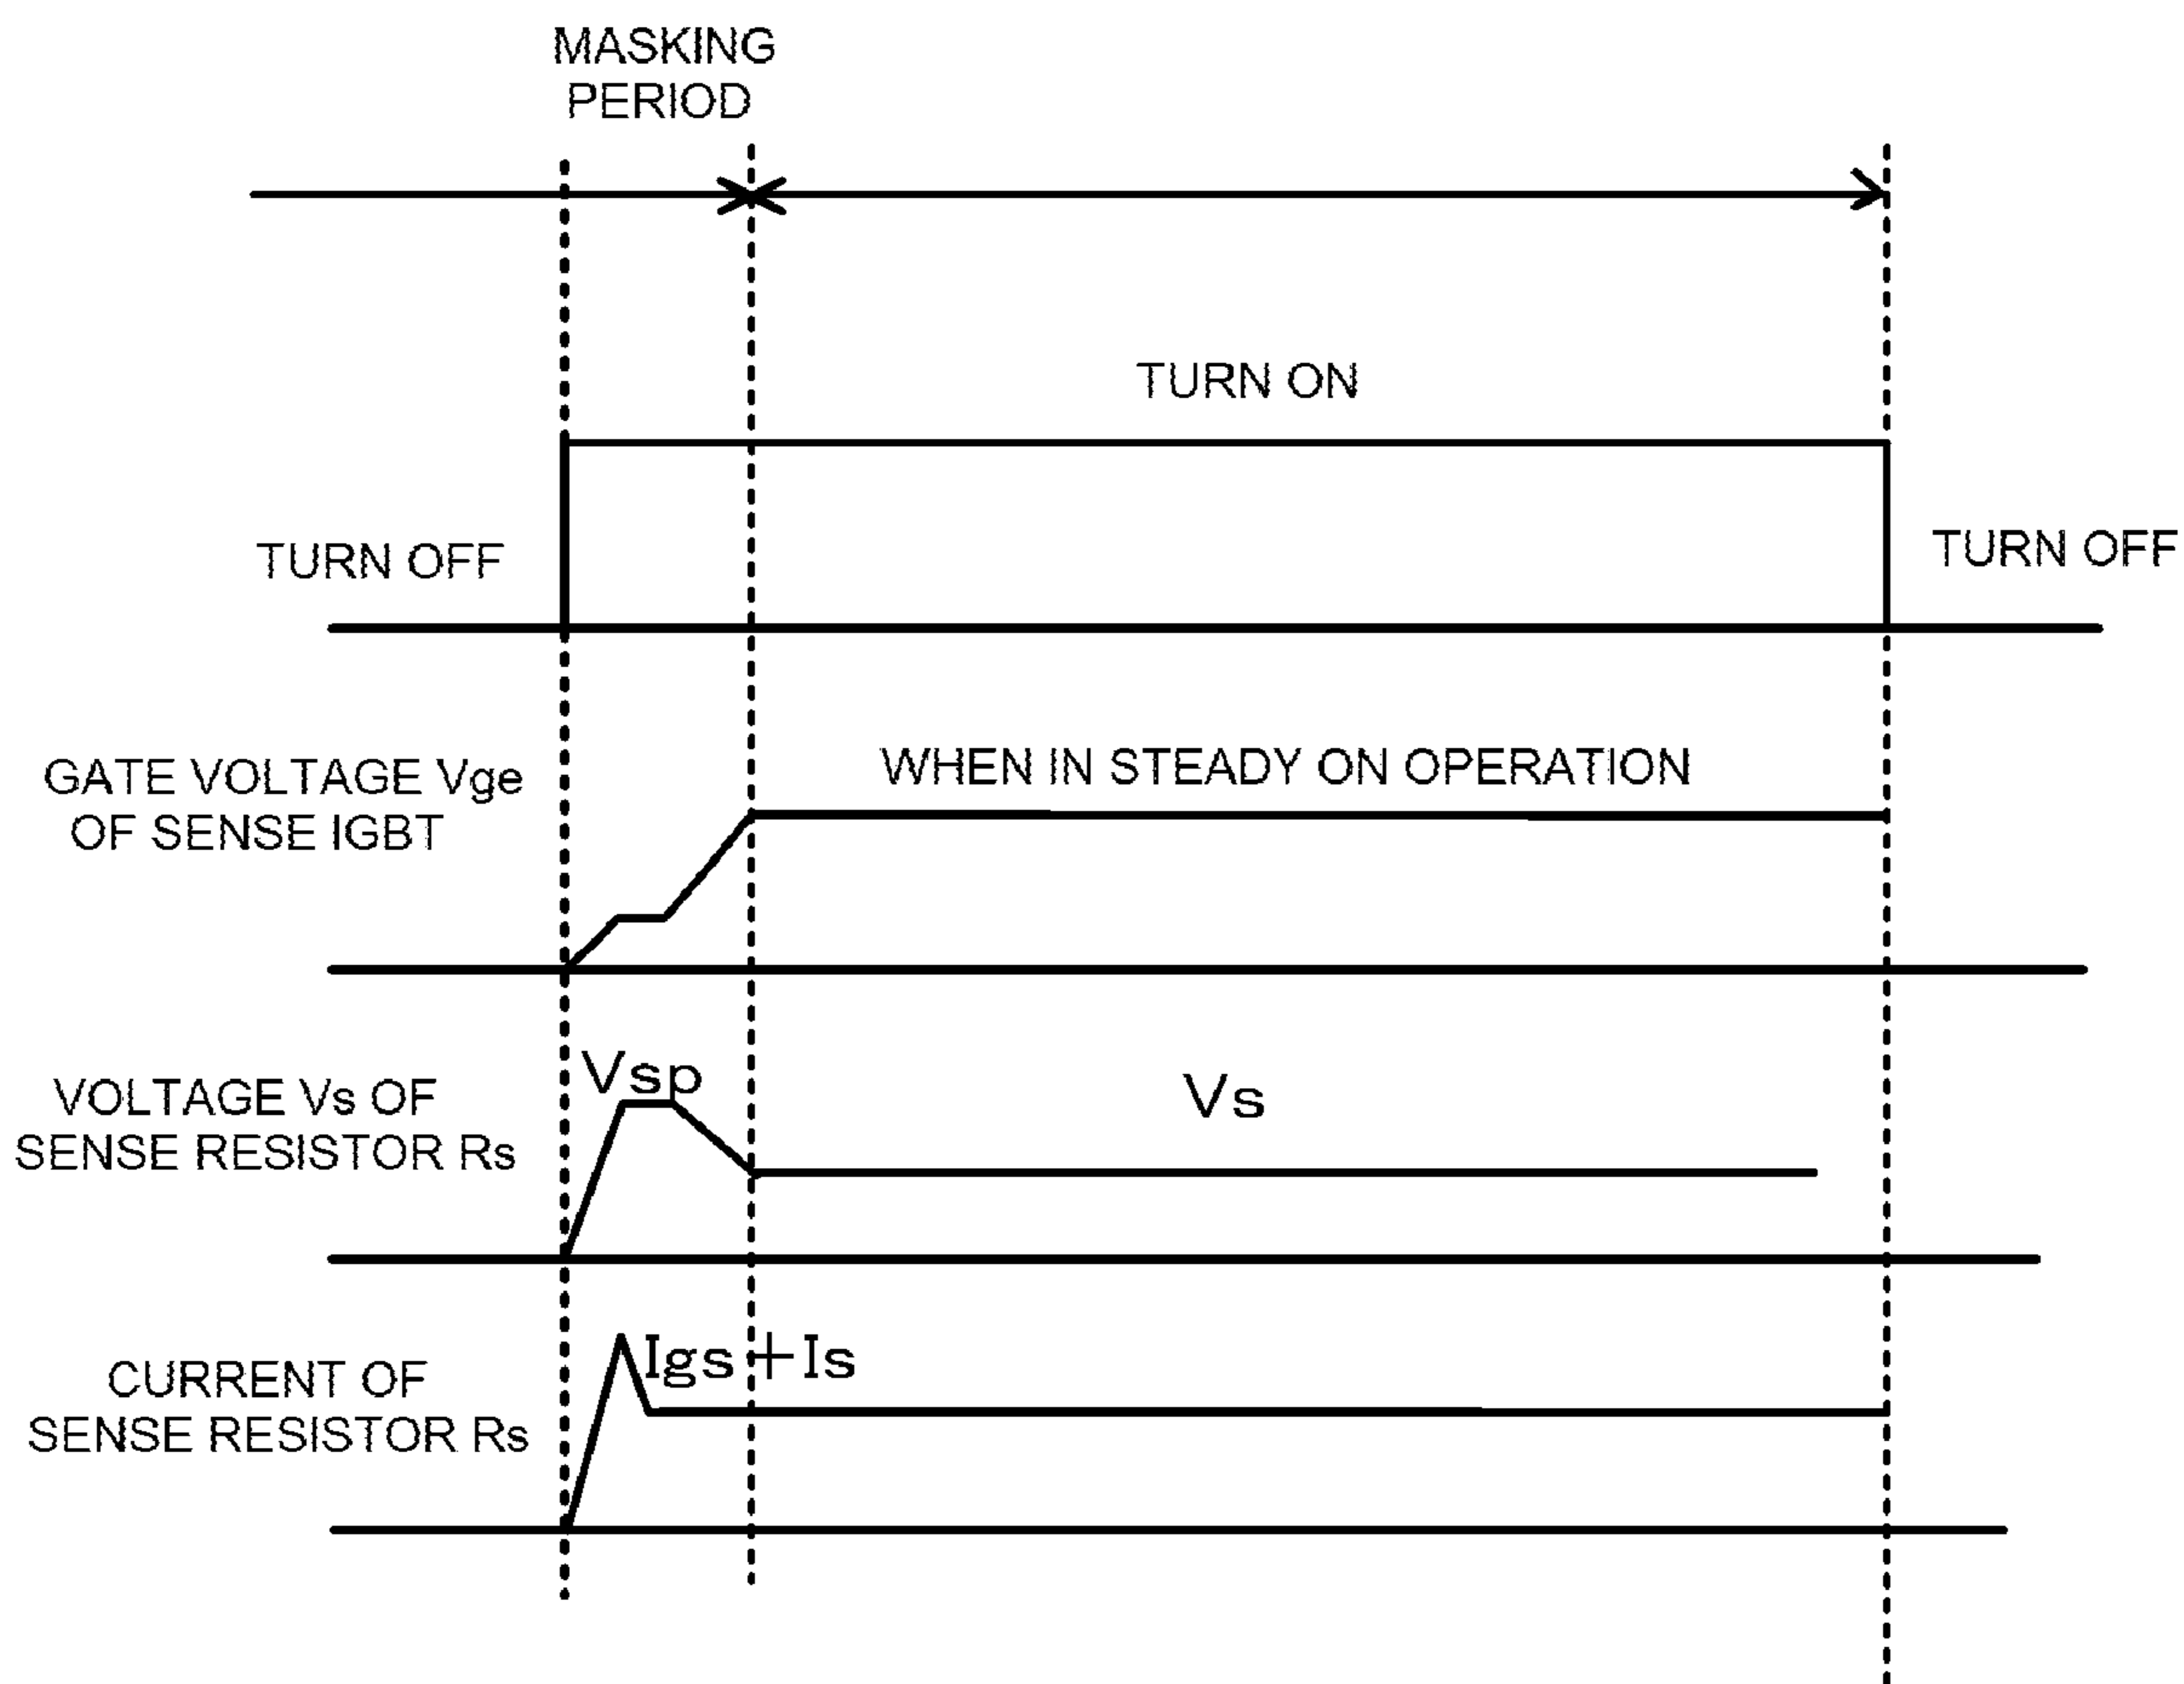 MASKING
PERIOD
TURN ON
TURN OFF
TURN OFF
GATE VOLTAGE Vge
OF SENSE IGBT
WHEN IN STEADY ON OPERATION
VOLTAGE Vs OF
SENSE RESISTOR Rs
Vsp
Vs
CURRENT OF
SENSE RESISTOR Rs
Igs+Is